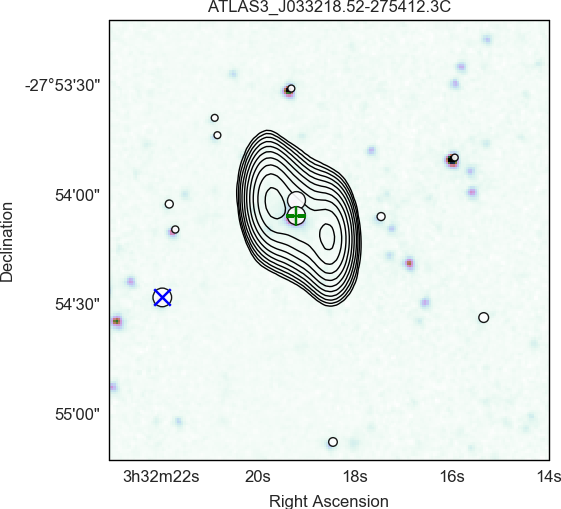 ATLAS3_J033218.52-275412.3C
-27°53'30"
54'00"
54'30"
55'00"
Declination
3h32m22s 20s 18s 16s 14s
Right Ascension